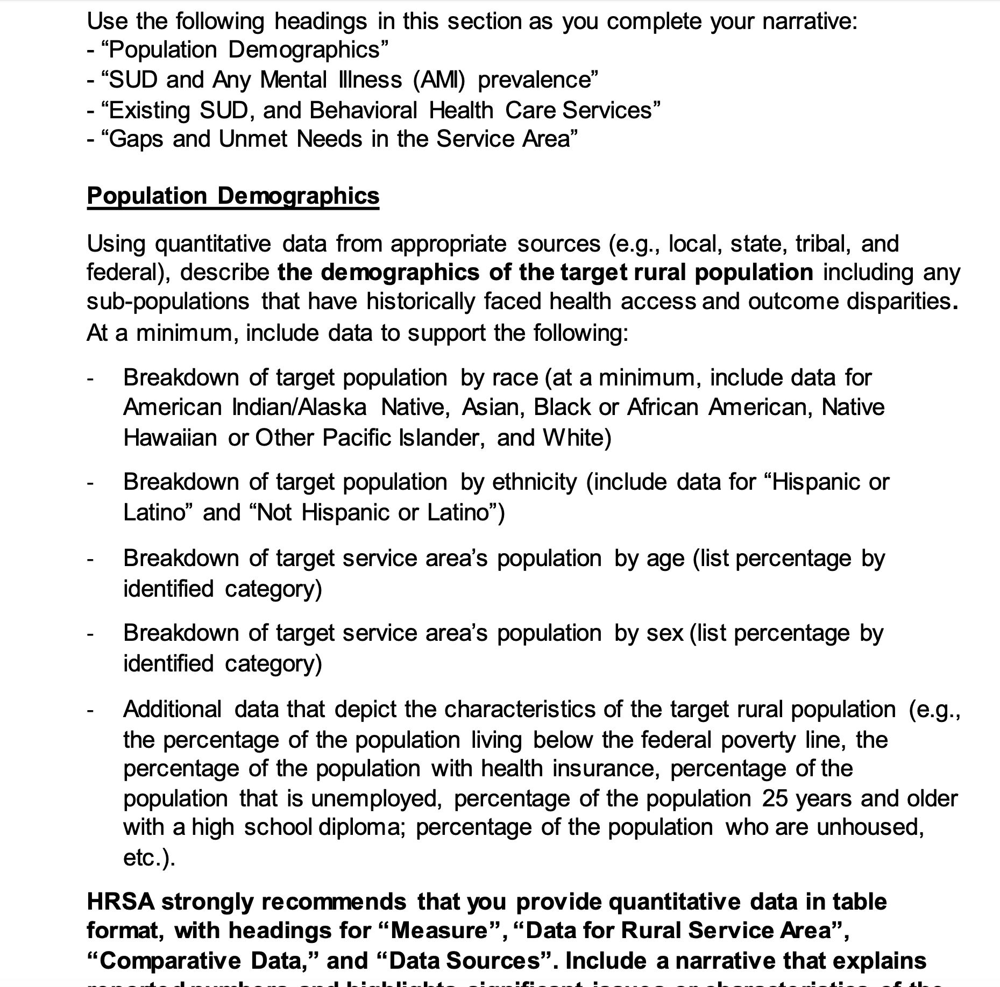 Use the following headings in this section as you complete your narrative:
- “Population Demographics”
- “SUD and Any Mental Illness (AMI) prevalence”
- “Existing SUD, and Behavioral Health Care Services”
- “Gaps and Unmet Needs in the Service Area”
Population Demographics
Using quantitative data from appropriate sources (e.g., local, state, tribal, and
federal), describe the demographics of the target rural population including any
sub-populations that have historically faced health access and outcome disparities.
At a minimum, include data to support the following:
- Breakdown of target population by race (at a minimum, include data for
American Indian/Alaska Native, Asian, Black or African American, Native
Hawaiian or Other Pacific Islander, and White)
- Breakdown of target population by ethnicity (include data for “Hispanic or
Latino” and “Not Hispanic or Latino”)
- Breakdown of target service area’s population by age (list percentage by
identified category)
- Breakdown of target service area’s population by sex (list percentage by
identified category)
- Additional data that depict the characteristics of the target rural population (e.g.,
the percentage of the population living below the federal poverty line, the
percentage of the population with health insurance, percentage of the
population that is unemployed, percentage of the population 25 years and older
with a high school diploma; percentage of the population who are unhoused,
etc.).
HRSA strongly recommends that you provide quantitative data in table
format, with headings for “Measure”, “Data for Rural Service Area”,
“Comparative Data,” and “Data Sources”. Include a narrative that explains
reported numbers and highlights significant issues or characteristics of the